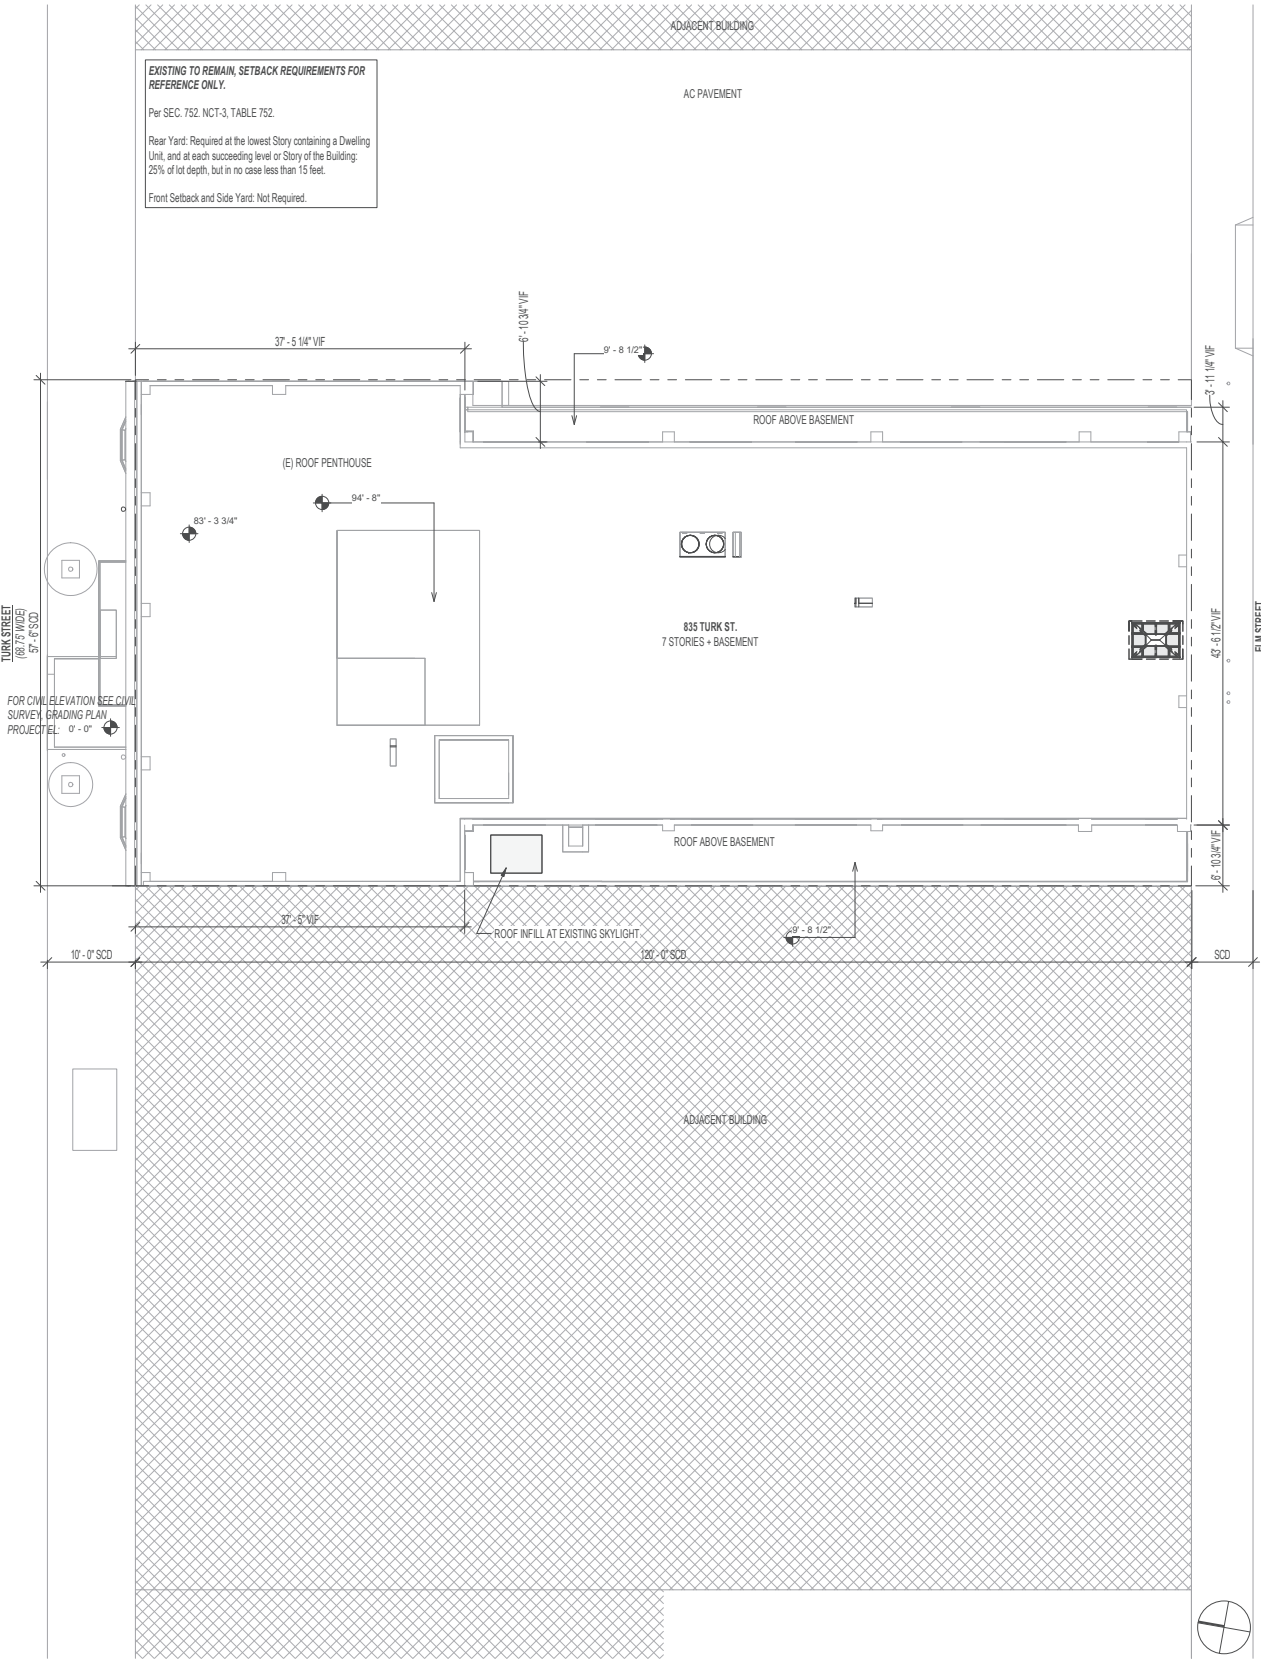 ADJACENT BUILDING
EXISTING TO REMAIN, SETBACK REQUIREMENTS FOR
REFERENCE ONLY.
Per SEC. 752. NCT-3, TABLE 752.
Rear Yard: Required at the lowest Story containing a Dwelling
Unit, and at each succeeding level or Story of the Building:
25% of lot depth, but in no case less than 15 feet.
Front Setback and Side Yard: Not Required.
AC PAVEMENT
37' - 5 1/4" VIF
6' - 10 3/4" VIF
9' - 8 1/2"
3' - 11 1/4" VIF
ROOF ABOVE BASEMENT
(E) ROOF PENTHOUSE
94' - 8"
83' - 3 3/4"
TURK STREET
(68.75' WIDE)
57' - 6" SCD
835 TURK ST.
7 STORIES + BASEMENT
43' - 6 1/2" VIF
ELM STREET
FOR CIVIL ELEVATION SEE CIVIL
SURVEY, GRADING PLAN
PROJECT EL: 0' - 0"
ROOF ABOVE BASEMENT
6' - 10 3/4" VIF
37' - 5" VIF
ROOF INFILL AT EXISTING SKYLIGHT
9' - 8 1/2"
10' - 0" SCD
120' - 0" SCD
SCD
ADJACENT BUILDING